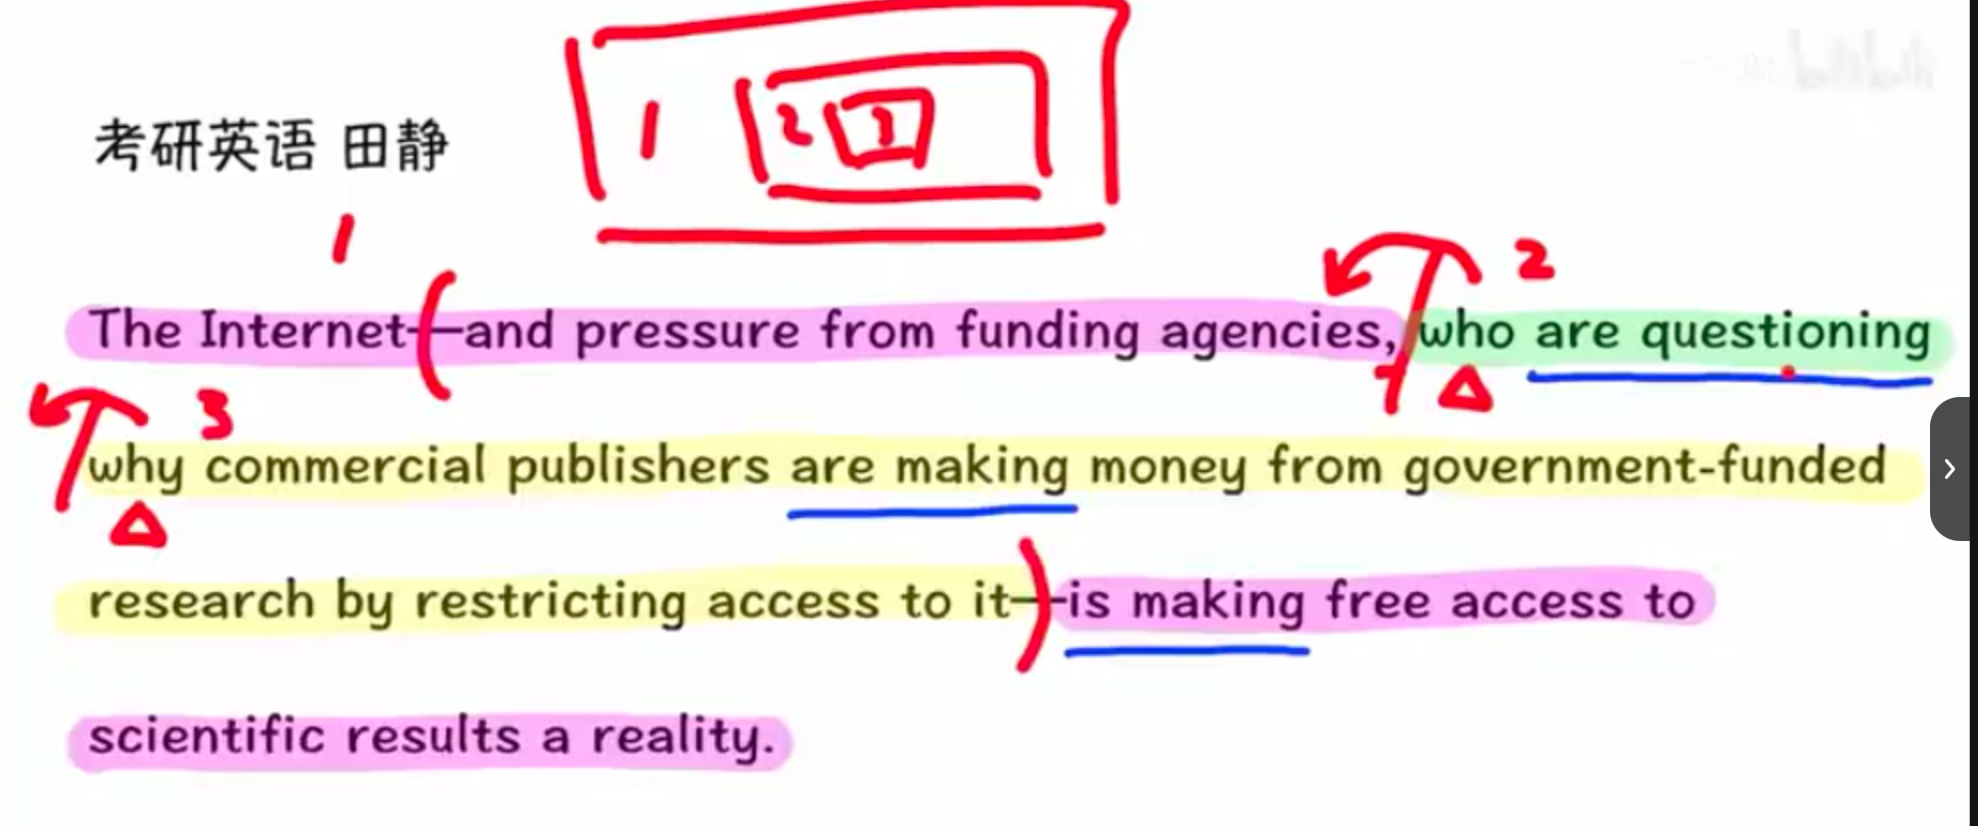 1 2 3
考研英语 田静
1
2
The Internet—and pressure from funding agencies, who are questioning
3
why commercial publishers are making money from government-funded
research by restricting access to it—is making free access to
scientific results a reality.